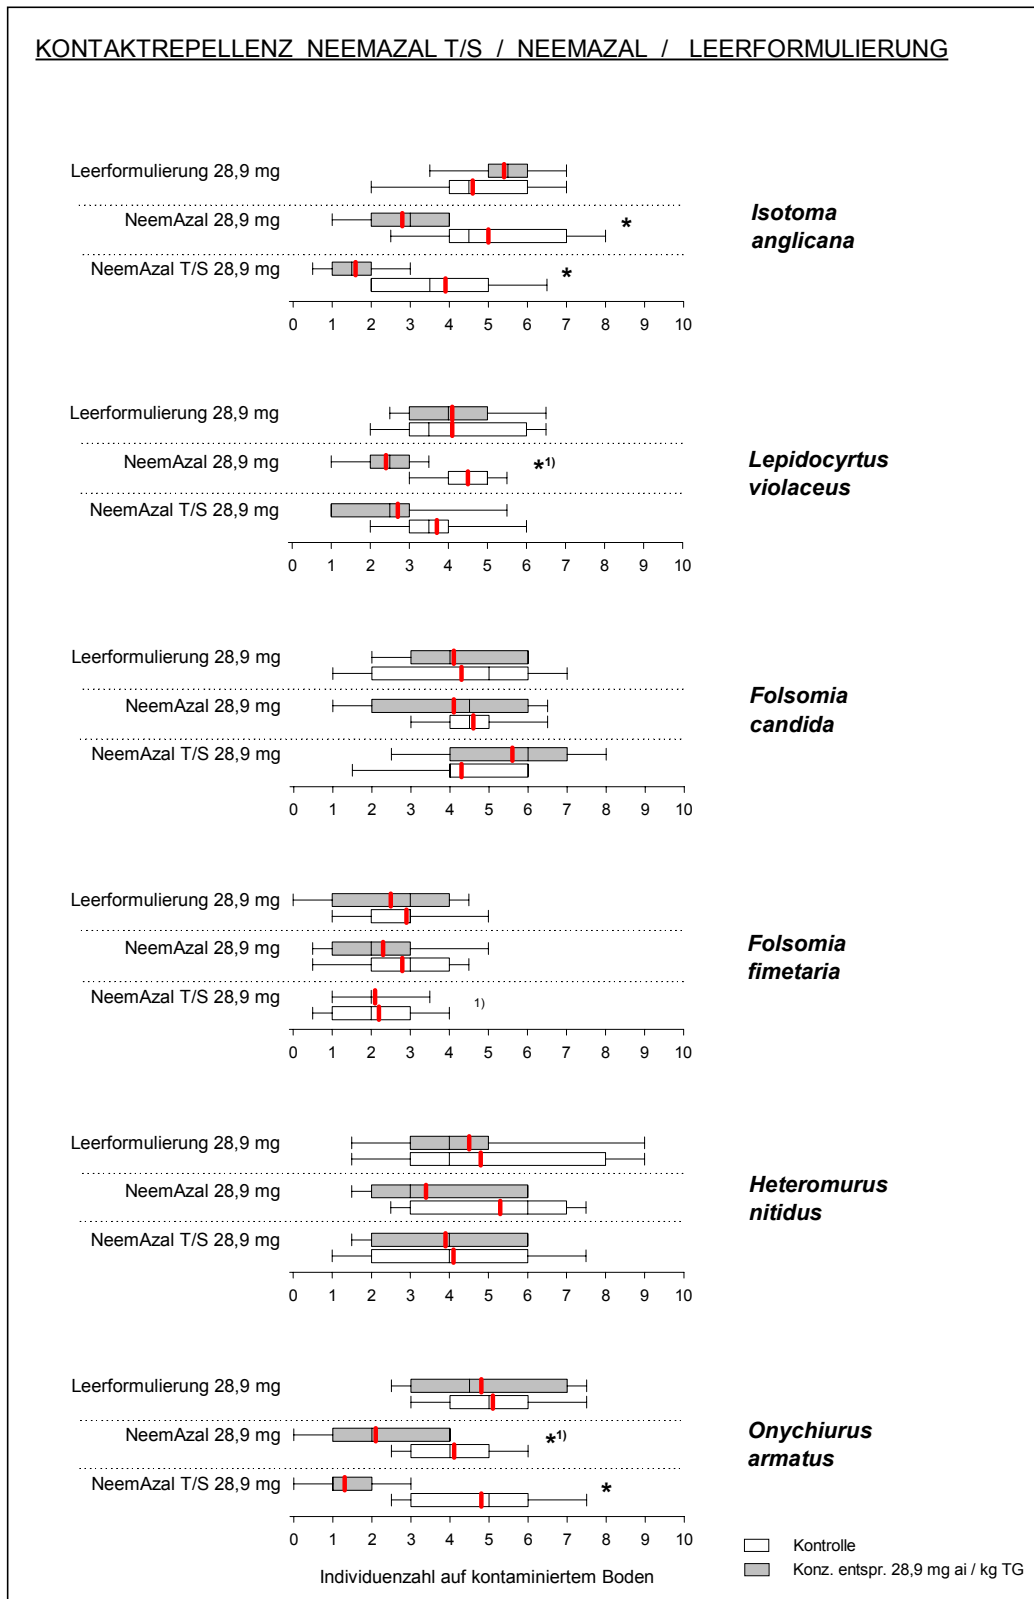 KONTAKTREPELLENZ NEEMAZAL T/S / NEEMAZAL / LEERFORMULIERUNG
Leerformulierung 28,9 mg
NeemAzal 28,9 mg
*
NeemAzal T/S 28,9 mg
*
Isotoma
anglicana
0 1 2 3 4 5 6 7 8 9 10
Leerformulierung 28,9 mg
NeemAzal 28,9 mg
*1)
NeemAzal T/S 28,9 mg
Lepidocyrtus
violaceus
0 1 2 3 4 5 6 7 8 9 10
Leerformulierung 28,9 mg
NeemAzal 28,9 mg
NeemAzal T/S 28,9 mg
Folsomia
candida
0 1 2 3 4 5 6 7 8 9 10
Leerformulierung 28,9 mg
NeemAzal 28,9 mg
NeemAzal T/S 28,9 mg
1)
Folsomia
fimetaria
0 1 2 3 4 5 6 7 8 9 10
Leerformulierung 28,9 mg
NeemAzal 28,9 mg
NeemAzal T/S 28,9 mg
Heteromurus
nitidus
0 1 2 3 4 5 6 7 8 9 10
Leerformulierung 28,9 mg
NeemAzal 28,9 mg
*1)
NeemAzal T/S 28,9 mg
*
Onychiurus
armatus
0 1 2 3 4 5 6 7 8 9 10
Individuenzahl auf kontaminiertem Boden
Kontrolle
Konz. entspr. 28,9 mg ai / kg TG